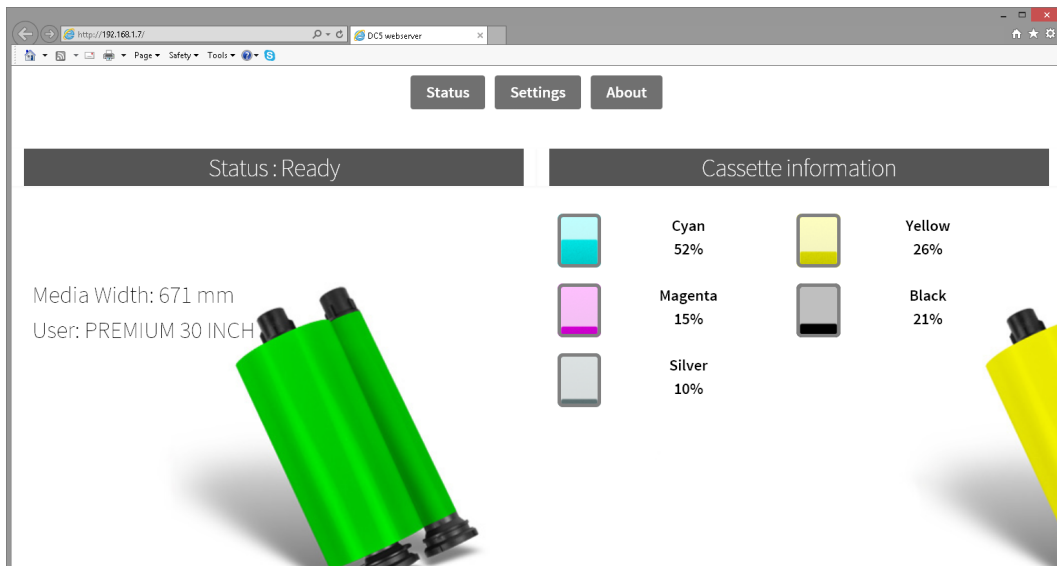 http://192.168.1.7/
DCS webserver
Page
Safety
Tools
Status
Settings
About
Status : Ready
Media Width: 671 mm
User: PREMIUM 30 INCH
Cassette information
Cyan
52%
Yellow
26%
Magenta
15%
Black
21%
Silver
10%